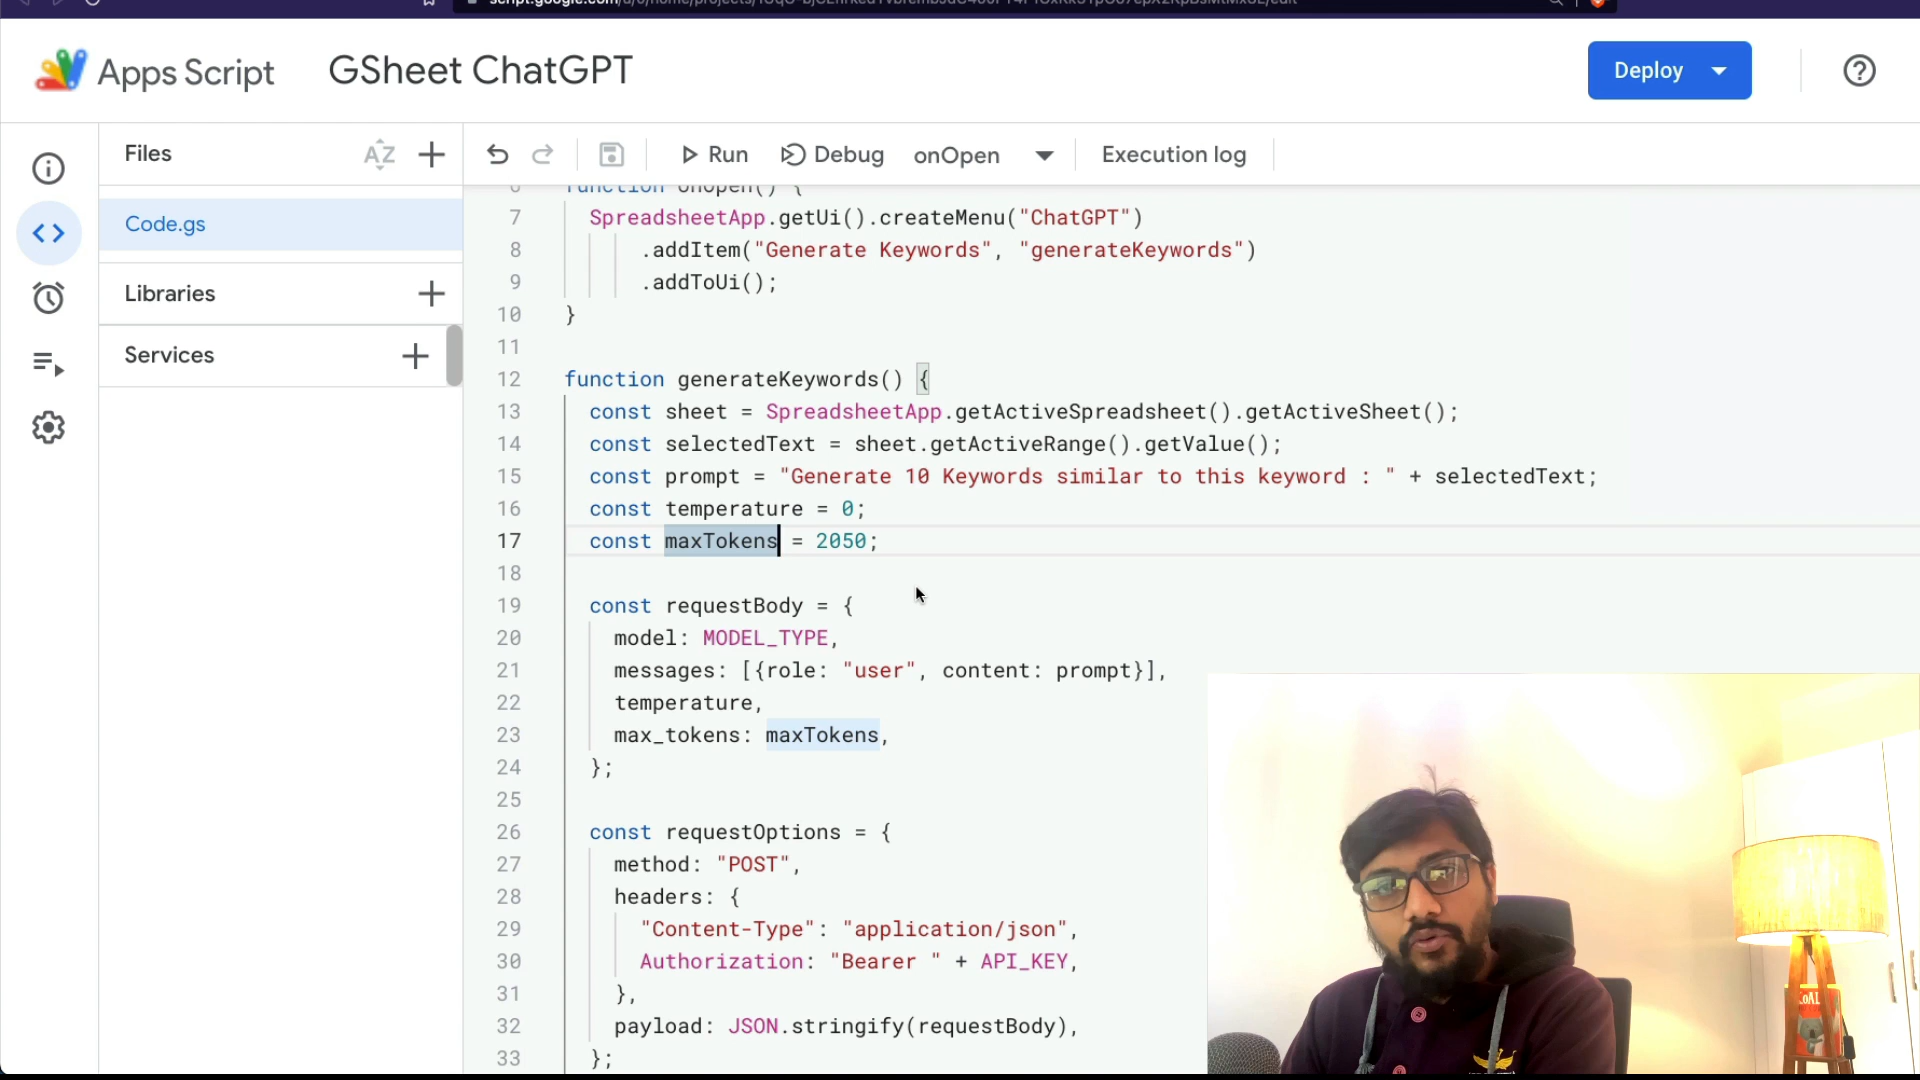 Apps Script
GSheet ChatGPT
Deploy
Files
AZ
Run
Debug
onOpen
Execution log
Code.gs
Libraries
Services
6 function onOpen() {
7 SpreadsheetApp.getUi().createMenu("ChatGPT")
8 .addItem("Generate Keywords", "generateKeywords")
9 .addToUi();
10 }
11
12 function generateKeywords() {
13 const sheet = SpreadsheetApp.getActiveSpreadsheet().getActiveSheet();
14 const selectedText = sheet.getActiveRange().getValue();
15 const prompt = "Generate 10 Keywords similar to this keyword : " + selectedText;
16 const temperature = 0;
17 const maxTokens = 2050;
18
19 const requestBody = {
20 model: MODEL_TYPE,
21 messages: [{role: "user", content: prompt}],
22 temperature,
23 max_tokens: maxTokens,
24 };
25
26 const requestOptions = {
27 method: "POST",
28 headers: {
29 "Content-Type": "application/json",
30 Authorization: "Bearer " + API_KEY,
31 },
32 payload: JSON.stringify(requestBody),
33 };